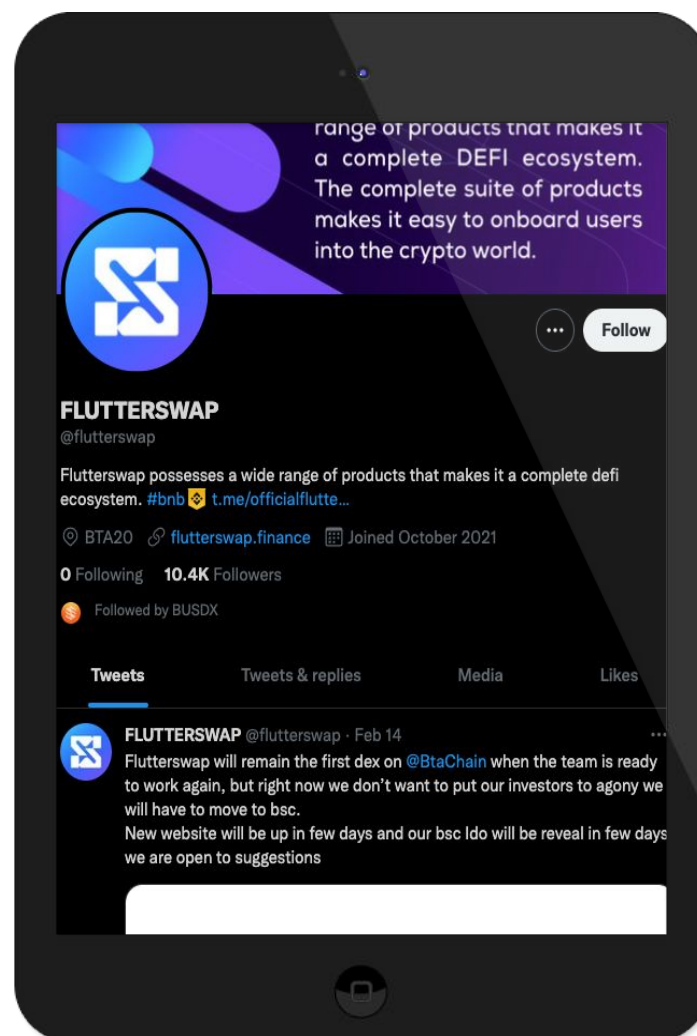 range of products that makes it
a complete DEFI ecosystem.
The complete suite of products
makes it easy to onboard users
into the crypto world.
Follow
FLUTTERSWAP
@flutterswap
Flutterswap possesses a wide range of products that makes it a complete defi
ecosystem. #bnb t.me/officialflutte…
BTA20 flutterswap.finance Joined October 2021
0 Following 10.4K Followers
Followed by BUSDX
Tweets Tweets & replies Media Likes
FLUTTERSWAP @flutterswap · Feb 14
Flutterswap will remain the first dex on @BtaChain when the team is ready
to work again, but right now we don't want to put our investors to agony we
will have to move to bsc.
New website will be up in few days and our bsc Ido will be reveal in few days
we are open to suggestions